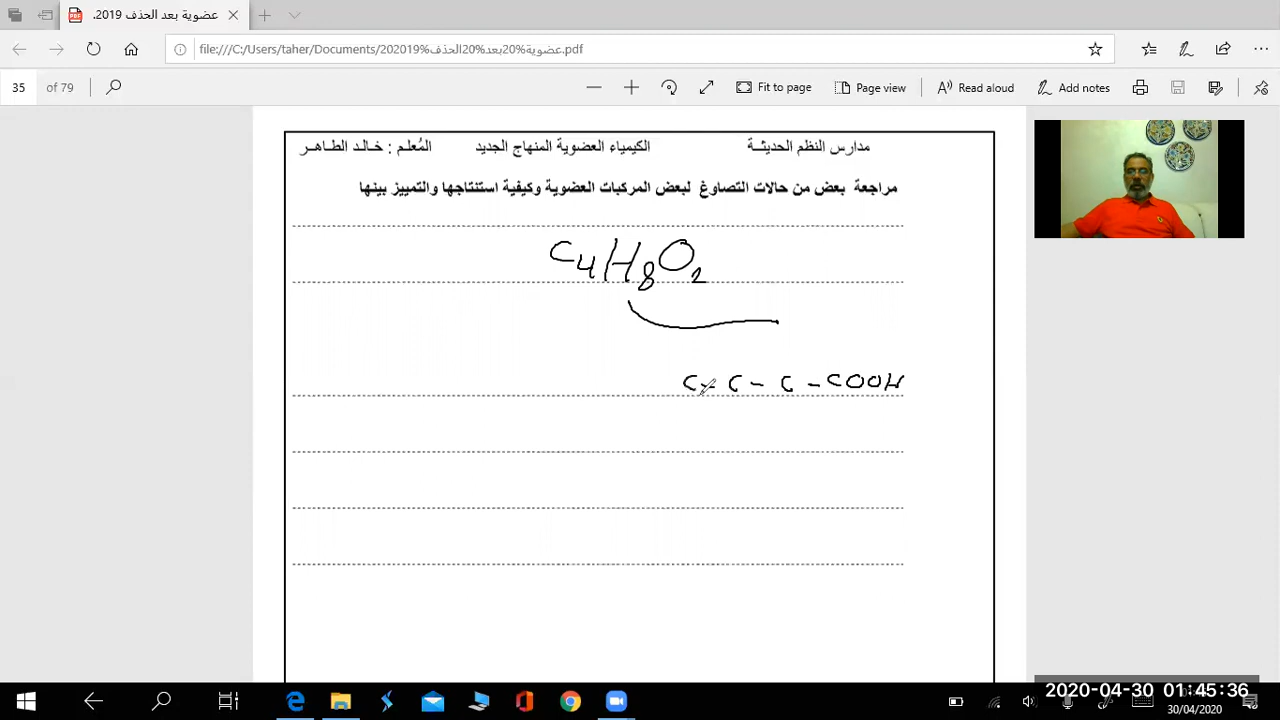 عضوية بعد الحذف 2019.
file:///C:/Users/taher/Documents/202019%الحذف20%بعد20%عضوية.pdf
35 of 79
Fit to page
Page view
Read aloud
Add notes
مدارس النظم الحديثــة الكيمياء العضوية المنهاج الجديد المُعلـم : خـالـد الطـاهـر
مراجعة بعض من حالات التصاوغ لبعض المركبات العضوية وكيفية استنتاجها والتمييز بينها
C4H8O2
C - C - C - COOH
2020-04-30 01:45:36
30/04/2020